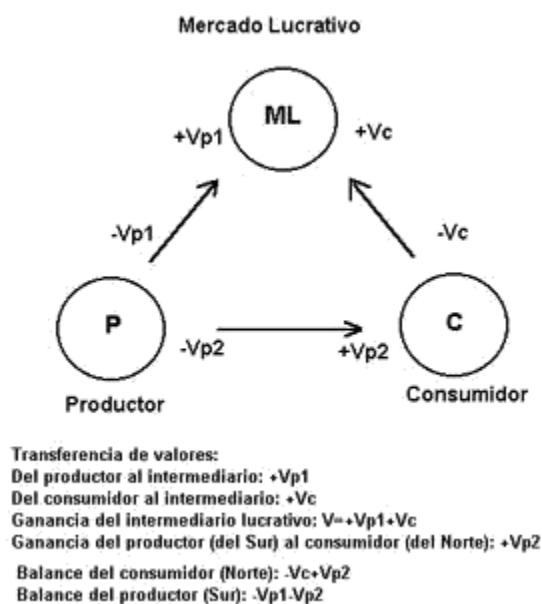 Mercado Lucrativo
ML
+Vp1
+Vc
-Vp1
-Vc
P
C
-Vp2
+Vp2
Productor
Consumidor
Transferencia de valores:
Del productor al intermediario: +Vp1
Del consumidor al intermediario: +Vc
Ganancia del intermediario lucrativo: V=+Vp1+Vc
Ganancia del productor (del Sur) al consumidor (del Norte): +Vp2
Balance del consumidor (Norte): -Vc+Vp2
Balance del productor (Sur): -Vp1-Vp2